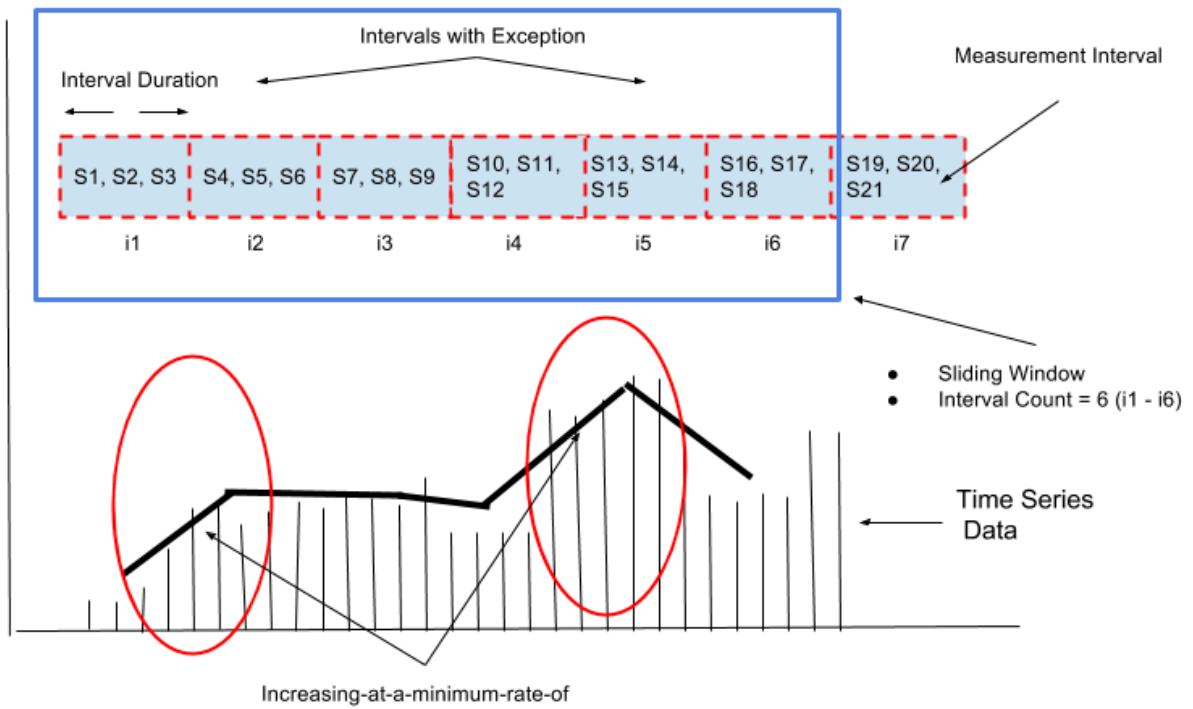 Intervals with Exception
Measurement Interval
Interval Duration
S1, S2, S3
S4, S5, S6
S7, S8, S9
S10, S11,
S12
S13, S14,
S15
S16, S17,
S18
S19, S20,
S21
i1
i2
i3
i4
i5
i6
i7
● Sliding Window
● Interval Count = 6 (i1 - i6)
Time Series
Data
Increasing-at-a-minimum-rate-of